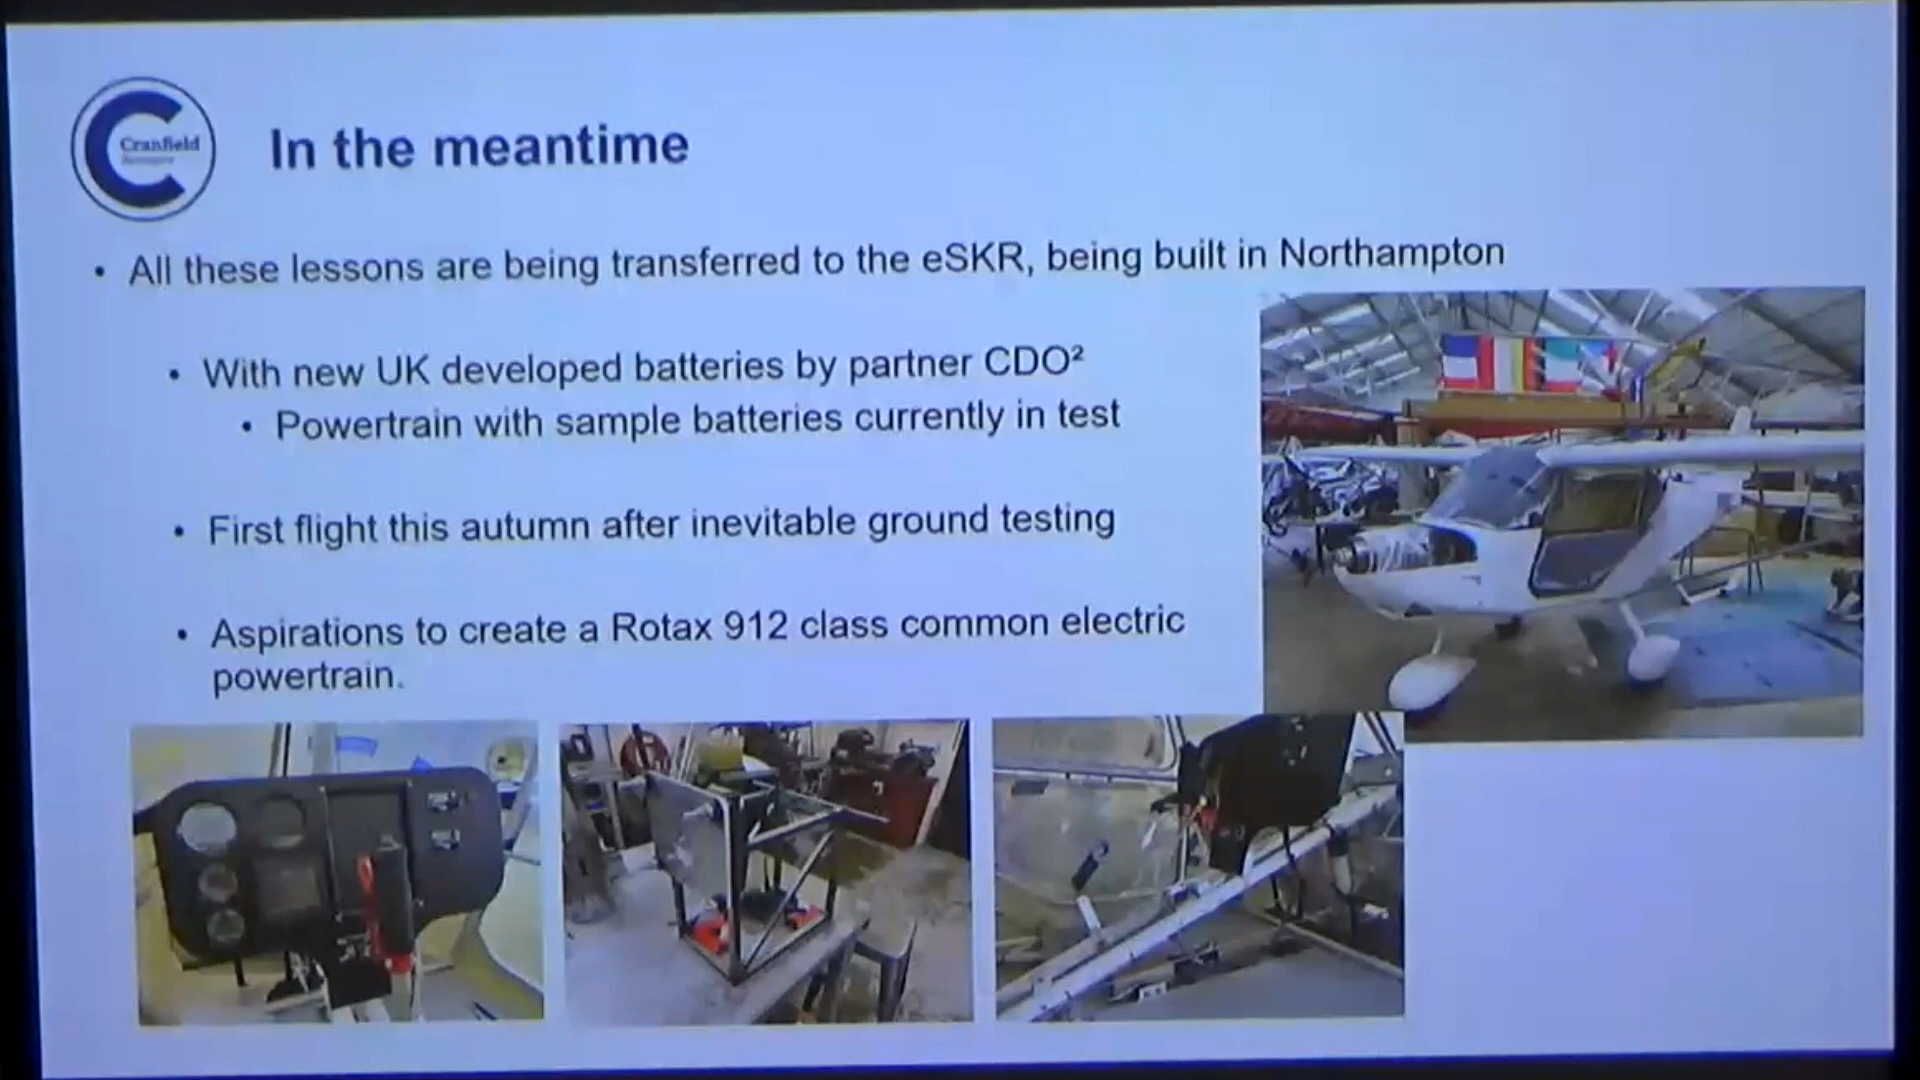 Cranfield
In the meantime
• All these lessons are being transferred to the eSKR, being built in Northampton
• With new UK developed batteries by partner CDO²
• Powertrain with sample batteries currently in test
• First flight this autumn after inevitable ground testing
• Aspirations to create a Rotax 912 class common electric
powertrain.